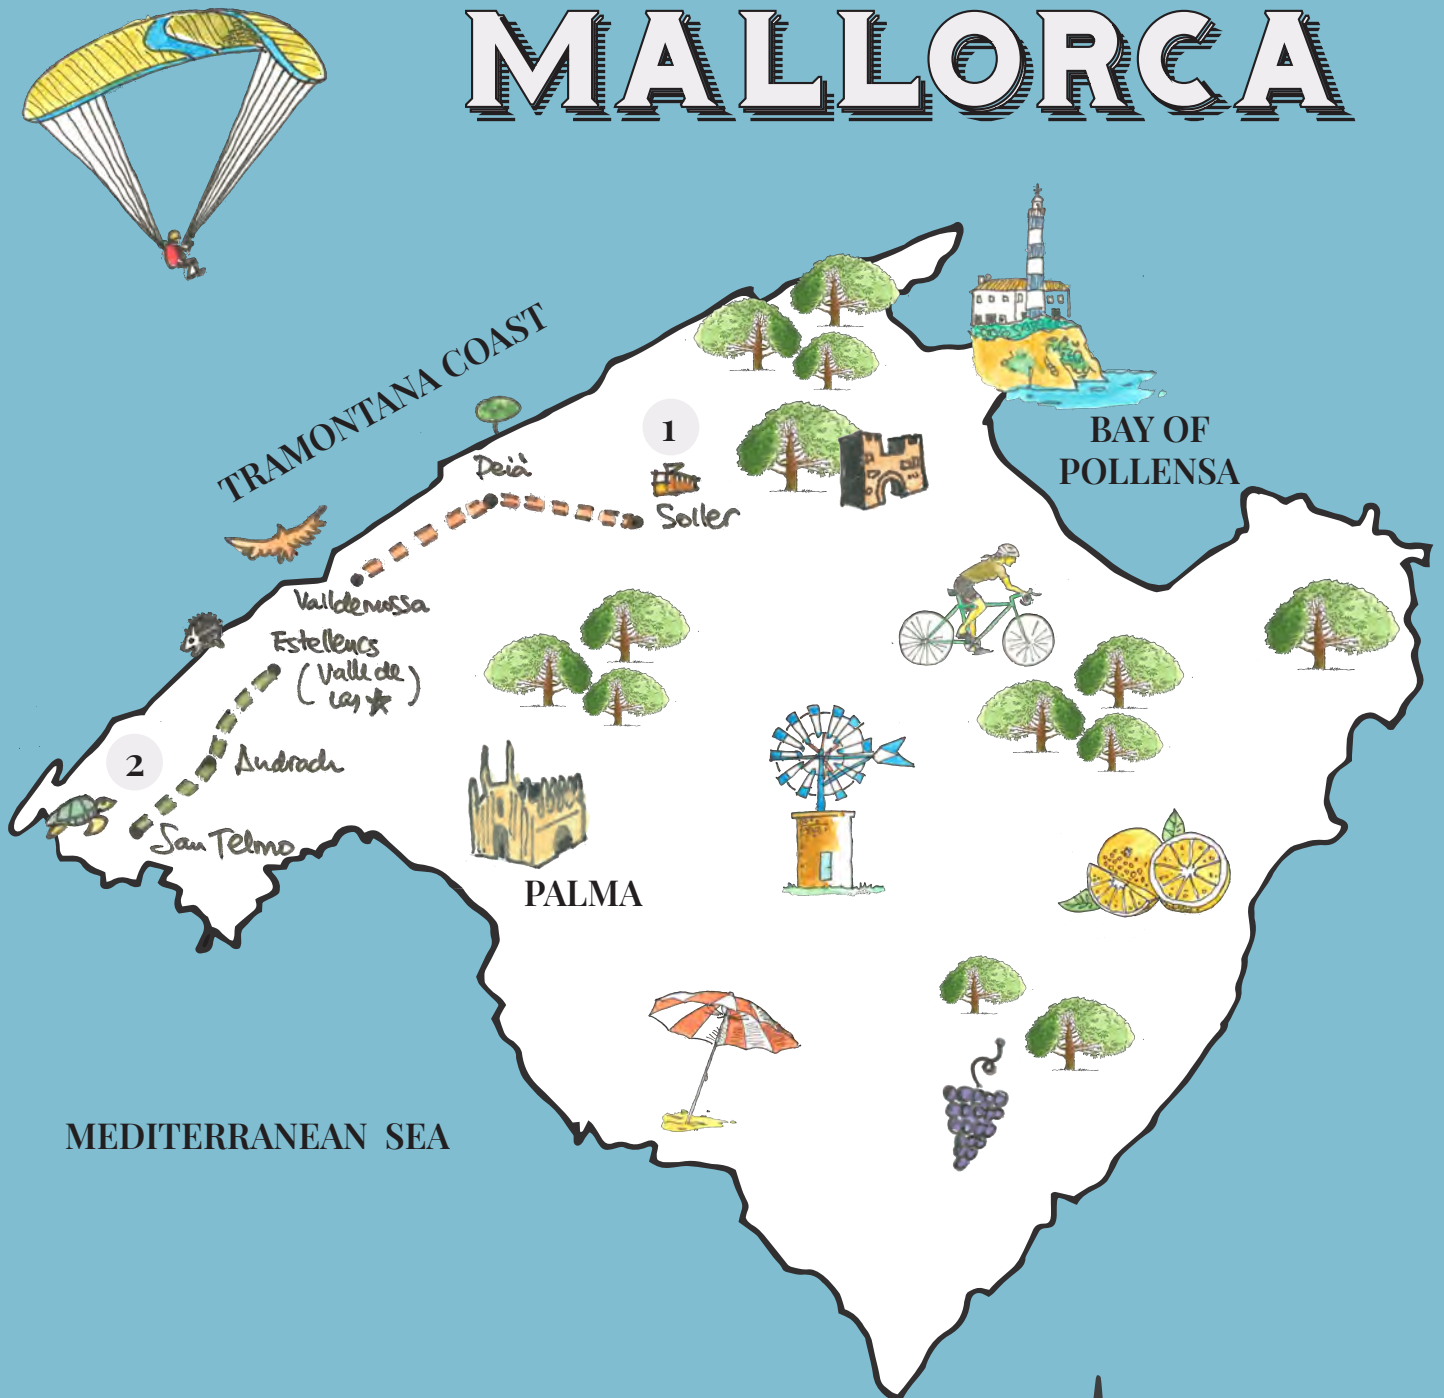 MALLORCA
TRAMONTANA COAST
BAY OF
POLLENSA
1
Deià
Soller
Valldemossa
Estellencs
(Valle de
las ☆)
2
Andrach
San Telmo
PALMA
MEDITERRANEAN SEA